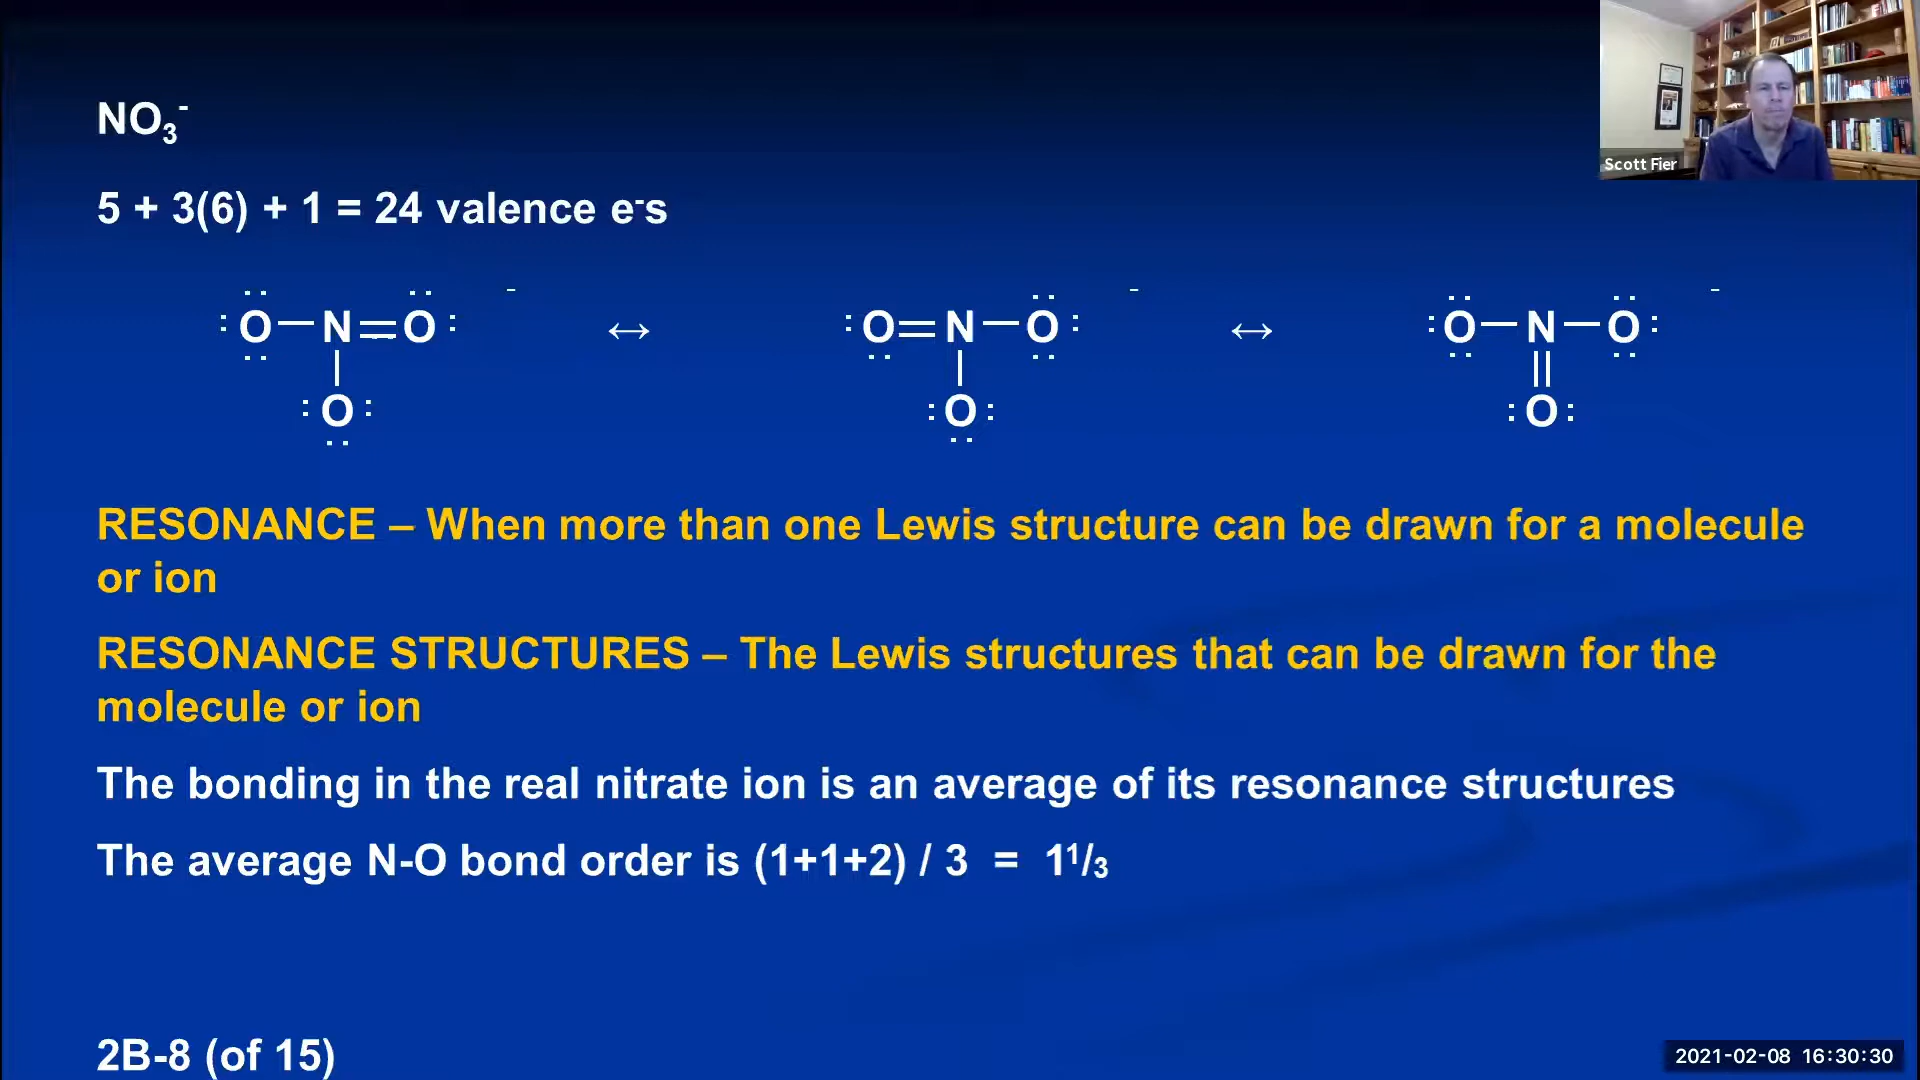 Scott Fier
NO₃⁻
5 + 3(6) + 1 = 24 valence e⁻s
:O—N=O: ⁻ ↔ :O=N—O: ⁻ ↔ :O—N—O: ⁻
:O: :O: :O:
RESONANCE – When more than one Lewis structure can be drawn for a molecule
or ion
RESONANCE STRUCTURES – The Lewis structures that can be drawn for the
molecule or ion
The bonding in the real nitrate ion is an average of its resonance structures
The average N-O bond order is (1+1+2) / 3 = 1¹/₃
2B-8 (of 15)
2021-02-08 16:30:30